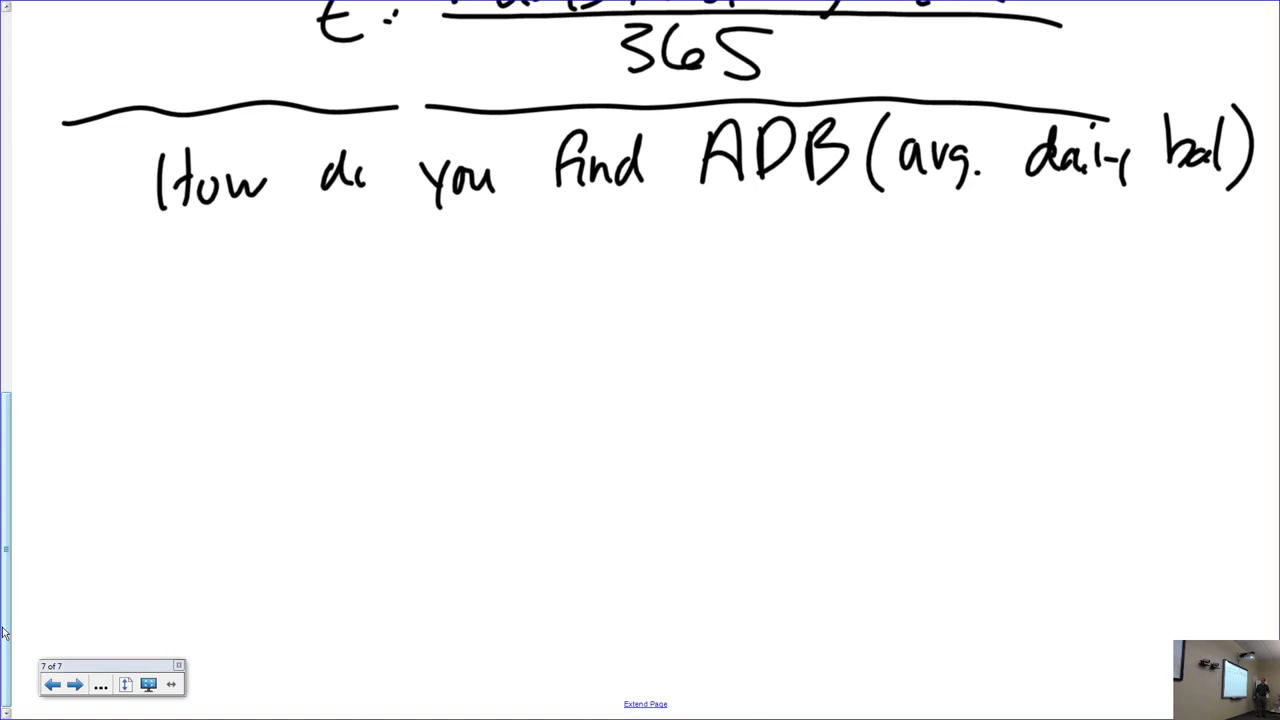 t:
365
How do you find ADB (avg. daily bal)
7 of 7
...
Extend Page